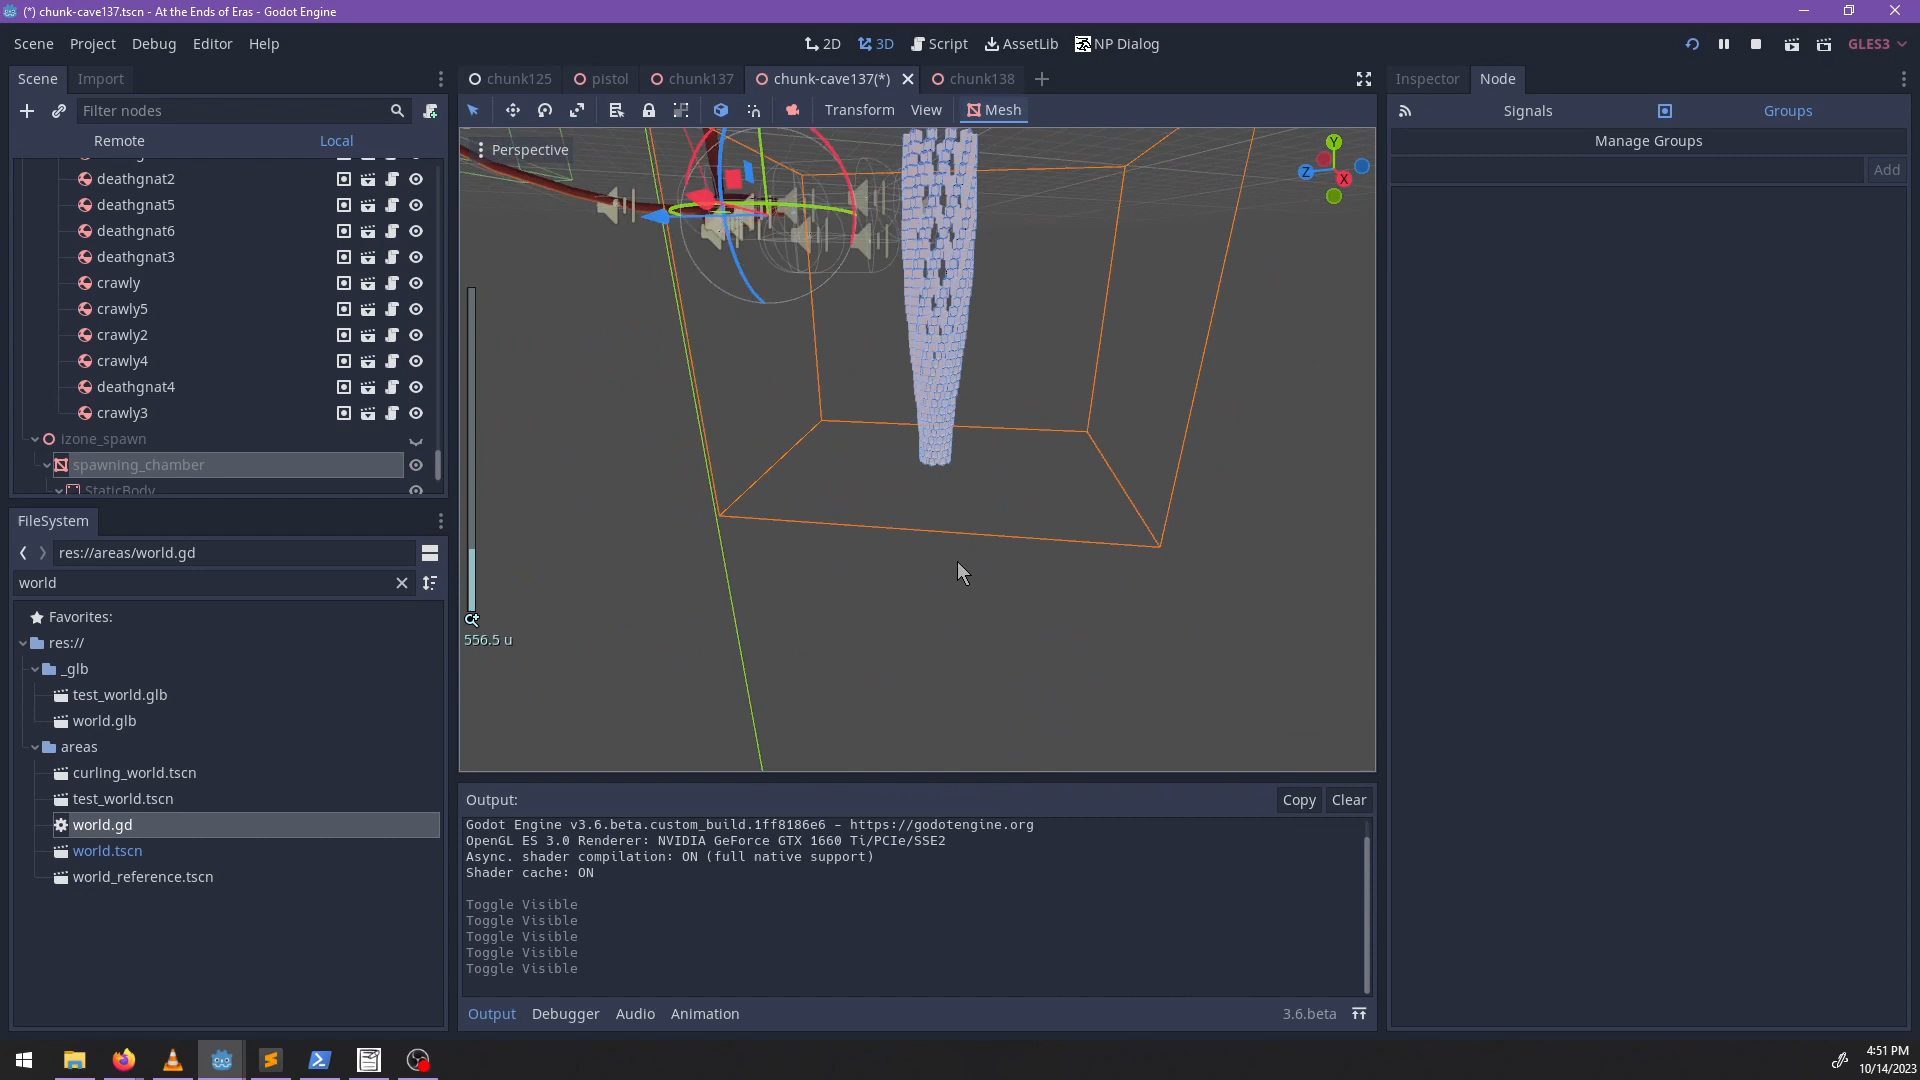 (*) chunk-cave137.tscn - At the Ends of Eras - Godot Engine
Scene Project Debug Editor Help
2D 3D Script AssetLib NP Dialog
GLES3
Scene Import
chunk125 pistol chunk137 chunk-cave137(*) chunk138
Inspector Node
Filter nodes
Transform View Mesh
Signals Groups
Remote Local
Manage Groups
Perspective
Add
deathgnat2
deathgnat5
deathgnat6
deathgnat3
crawly
crawly5
crawly2
crawly4
deathgnat4
crawly3
izone_spawn
spawning_chamber
StaticBody
Y
Z
X
556.5 u
FileSystem
res://areas/world.gd
world
Favorites:
res://
_glb
test_world.glb
world.glb
areas
curling_world.tscn
test_world.tscn
world.gd
world.tscn
world_reference.tscn
Output:
Copy Clear
Godot Engine v3.6.beta.custom_build.1ff8186e6 - https://godotengine.org
OpenGL ES 3.0 Renderer: NVIDIA GeForce GTX 1660 Ti/PCIe/SSE2
Async. shader compilation: ON (full native support)
Shader cache: ON
Toggle Visible
Toggle Visible
Toggle Visible
Toggle Visible
Toggle Visible
Output Debugger Audio Animation
3.6.beta
4:51 PM
10/14/2023